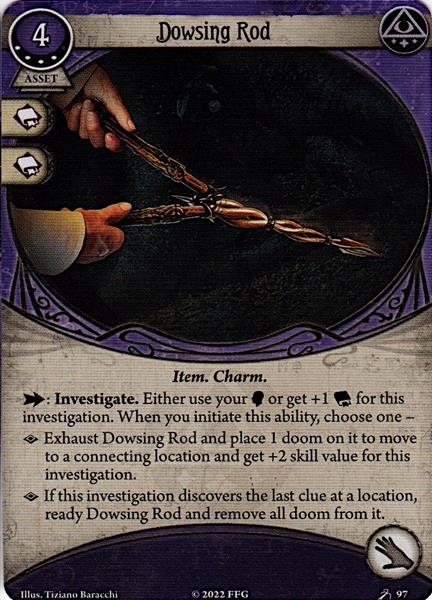 4
Dowsing Rod
ASSET
Item. Charm.
: Investigate. Either use your or get +1 for this
investigation. When you initiate this ability, choose one –
Exhaust Dowsing Rod and place 1 doom on it to move
to a connecting location and get +2 skill value for this
investigation.
If this investigation discovers the last clue at a location,
ready Dowsing Rod and remove all doom from it.
Illus. Tiziano Baracchi
© 2022 FFG
97